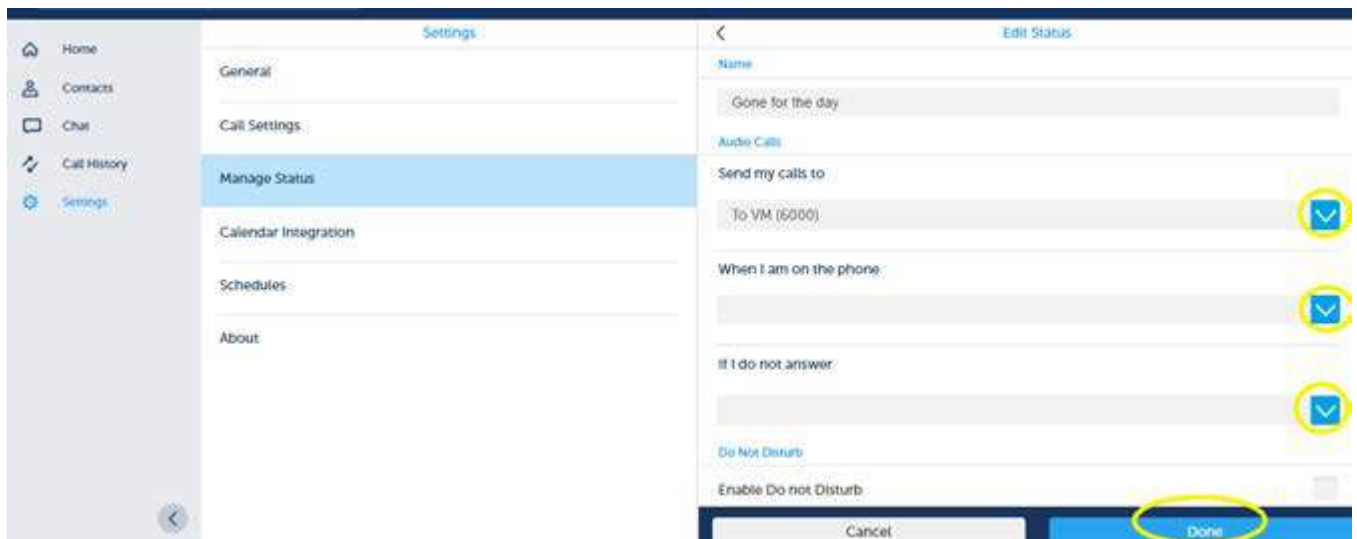 Home
Contacts
Chat
Call History
Settings
Settings
General
Call Settings
Manage Status
Calendar Integration
Schedules
About
Edit Status
Name
Gone for the day
Audio Calls
Send my calls to
To VM (6000)
When I am on the phone
If I do not answer
Do Not Disturb
Enable Do not Disturb
Cancel
Done